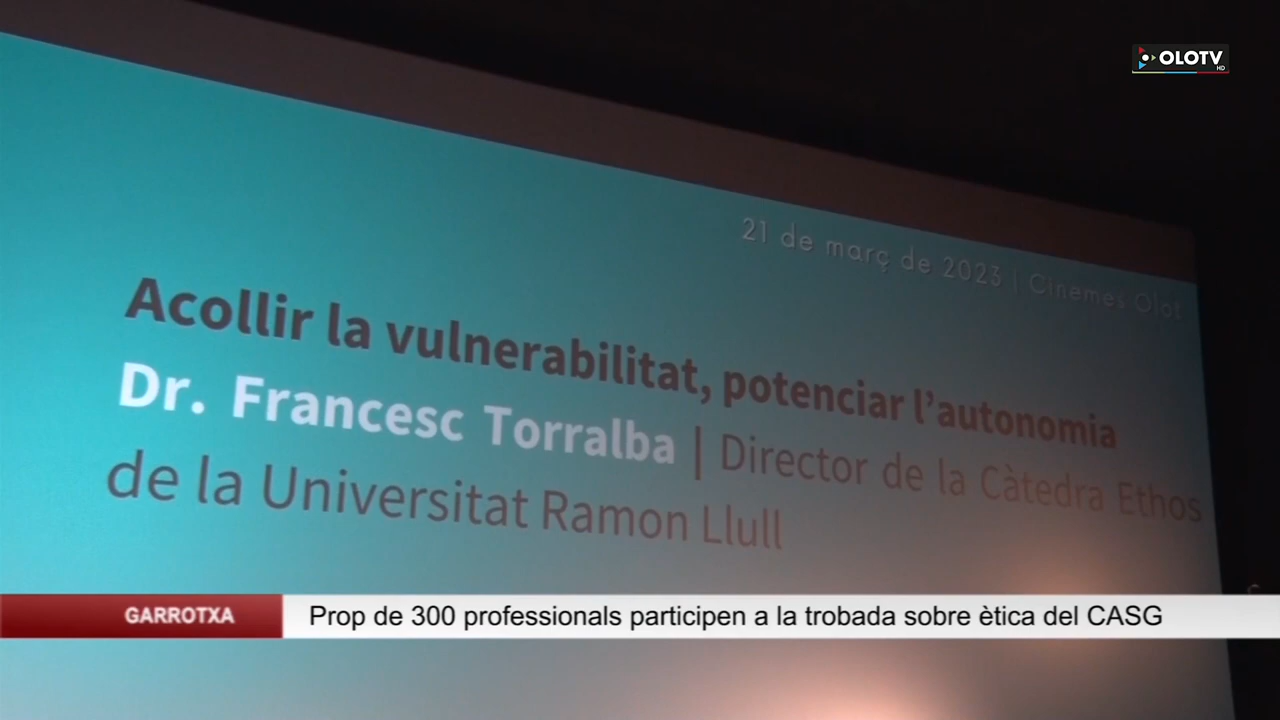 OLOTV
HD
21 de març de 2023 | Cinemes Olot
Acollir la vulnerabilitat, potenciar l'autonomia
Dr. Francesc Torralba | Director de la Càtedra Ethos
de la Universitat Ramon Llull
GARROTXA
Prop de 300 professionals participen a la trobada sobre ètica del CASG